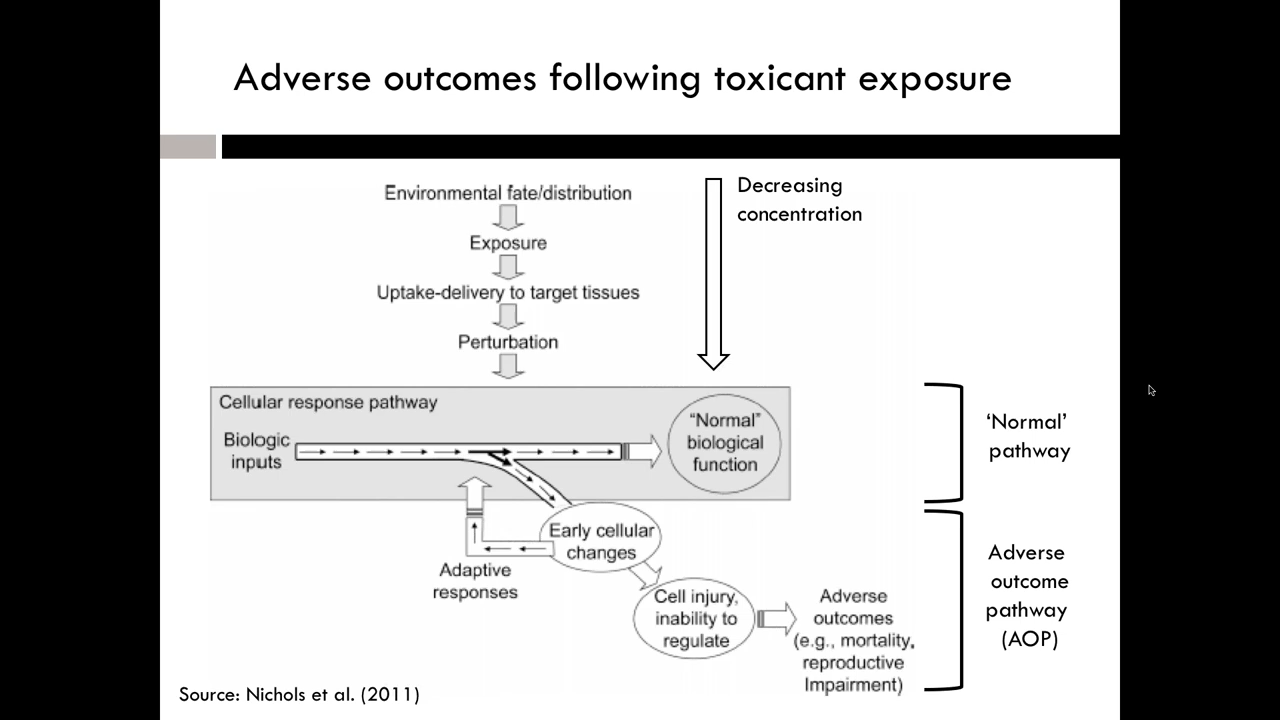 Adverse outcomes following toxicant exposure
Environmental fate/distribution
Exposure
Uptake-delivery to target tissues
Perturbation
Decreasing
concentration
Cellular response pathway
Biologic
inputs
“Normal”
biological
function
Early cellular
changes
Adaptive
responses
Cell injury,
inability to
regulate
Adverse
outcomes
(e.g., mortality,
reproductive
Impairment)
‘Normal’
pathway
Adverse
outcome
pathway
(AOP)
Source: Nichols et al. (2011)